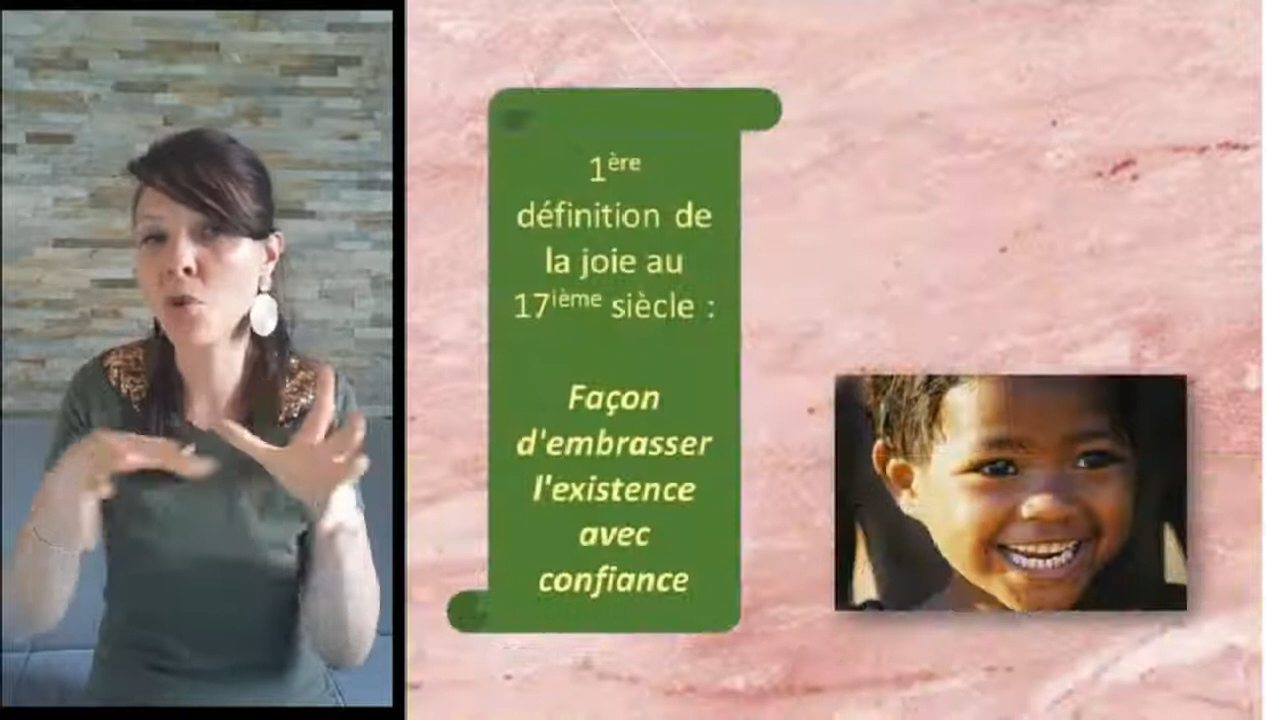 1ère
définition de
la joie au
17ième siècle :
Façon
d'embrasser
l'existence
avec
confiance